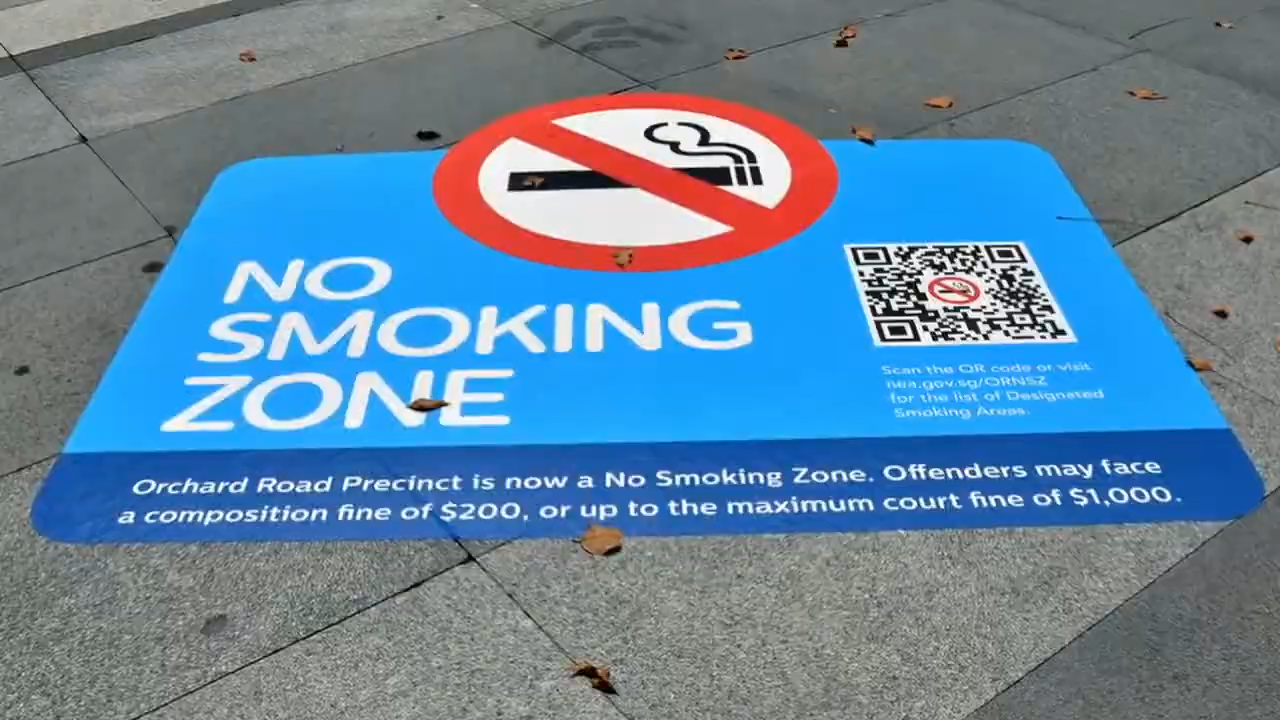 NO
SMOKING
ZONE
Scan the QR code or visit
nea.gov.sg/ORNSZ
for the list of Designated
Smoking Areas.
Orchard Road Precinct is now a No Smoking Zone. Offenders may face
a composition fine of $200, or up to the maximum court fine of $1,000.